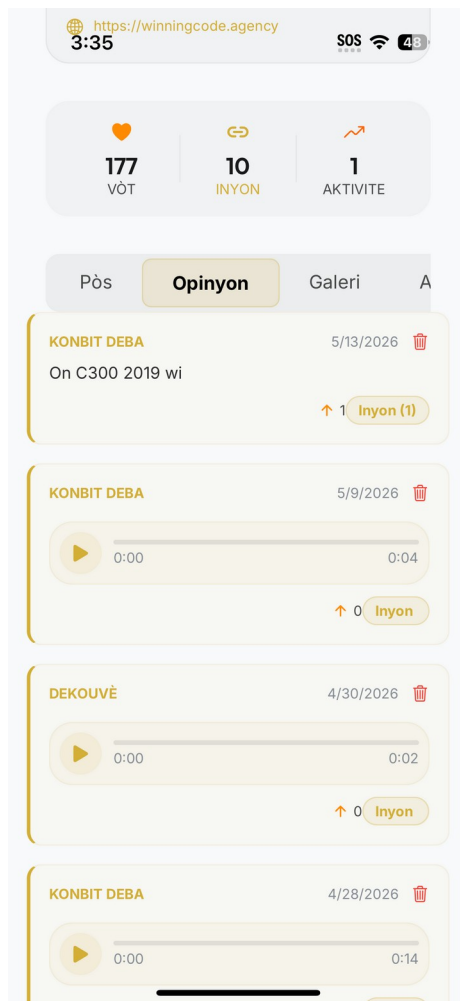 https://winningcode.agency
3:35 SOS 48
177 10 1
VÒT INYON AKTIVITE
Pòs Opinyon Galeri A
KONBIT DEBA 5/13/2026
On C300 2019 wi
1 Inyon (1)
KONBIT DEBA 5/9/2026
0:00 0:04
0 Inyon
DEKOUVÈ 4/30/2026
0:00 0:02
0 Inyon
KONBIT DEBA 4/28/2026
0:00 0:14